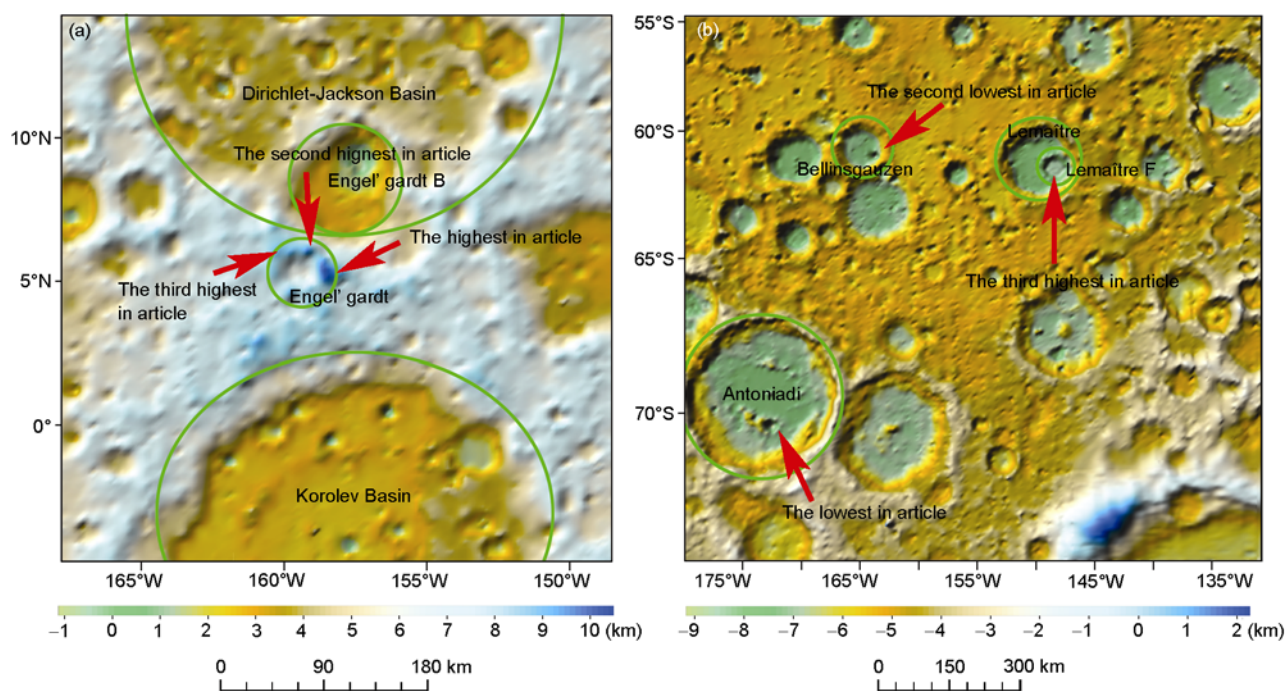 (a)
Dirichlet-Jackson Basin
10°N
The second highest in article
Engel' gardt B
The highest in article
5°N
The third highest
in article
Engel' gardt
0°
Korolev Basin
165°W 160°W 155°W 150°W
–1 0 1 2 3 4 5 6 7 8 9 10 (km)
0 90 180 km
(b)
55°S
The second lowest in article
60°S
Lemaître
Bellinsgauzen
Lemaître F
65°S
The third highest in article
Antoniadi
70°S
The lowest in article
175°W 165°W 155°W 145°W 135°W
–9 –8 –7 –6 –5 –4 –3 –2 –1 0 1 2 (km)
0 150 300 km